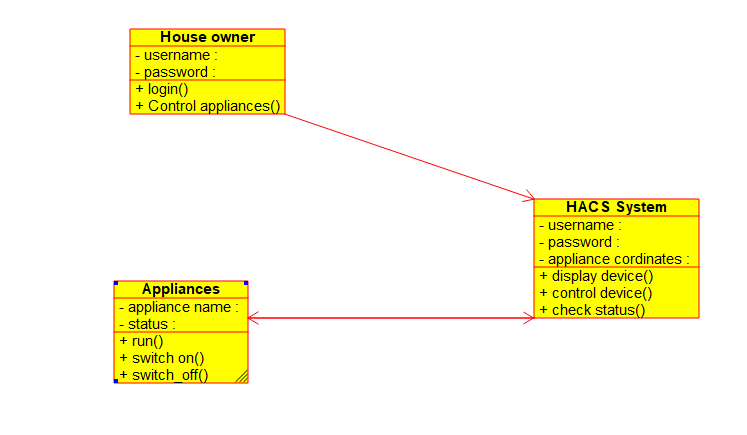 House owner
- username :
- password :
+ login()
+ Control appliances()
HACS System
- username :
- password :
- appliance cordinates :
+ display device()
+ control device()
+ check status()
Appliances
- appliance name :
- status :
+ run()
+ switch on()
+ switch_off()